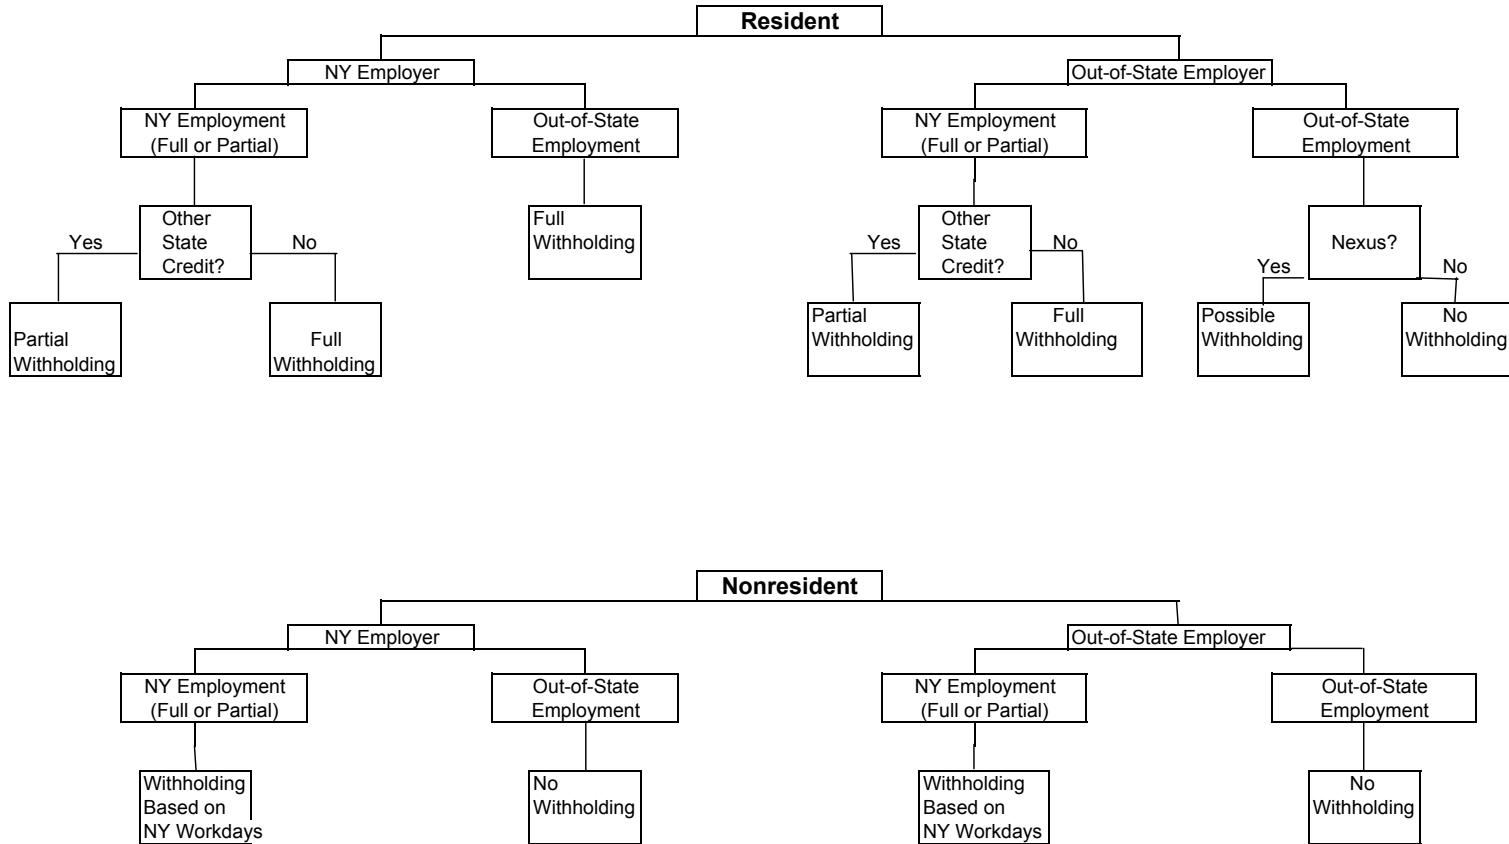 Resident
NY Employer
Out-of-State Employer
NY Employment
(Full or Partial)
Out-of-State
Employment
NY Employment
(Full or Partial)
Out-of-State
Employment
Other
State
Credit?
Yes
No
Full
Withholding
Other
State
Credit?
Yes
No
Nexus?
Yes
No
Partial
Withholding
Full
Withholding
Partial
Withholding
Full
Withholding
Possible
Withholding
No
Withholding
Nonresident
NY Employer
Out-of-State Employer
NY Employment
(Full or Partial)
Out-of-State
Employment
NY Employment
(Full or Partial)
Out-of-State
Employment
Withholding
Based on
NY Workdays
No
Withholding
Withholding
Based on
NY Workdays
No
Withholding